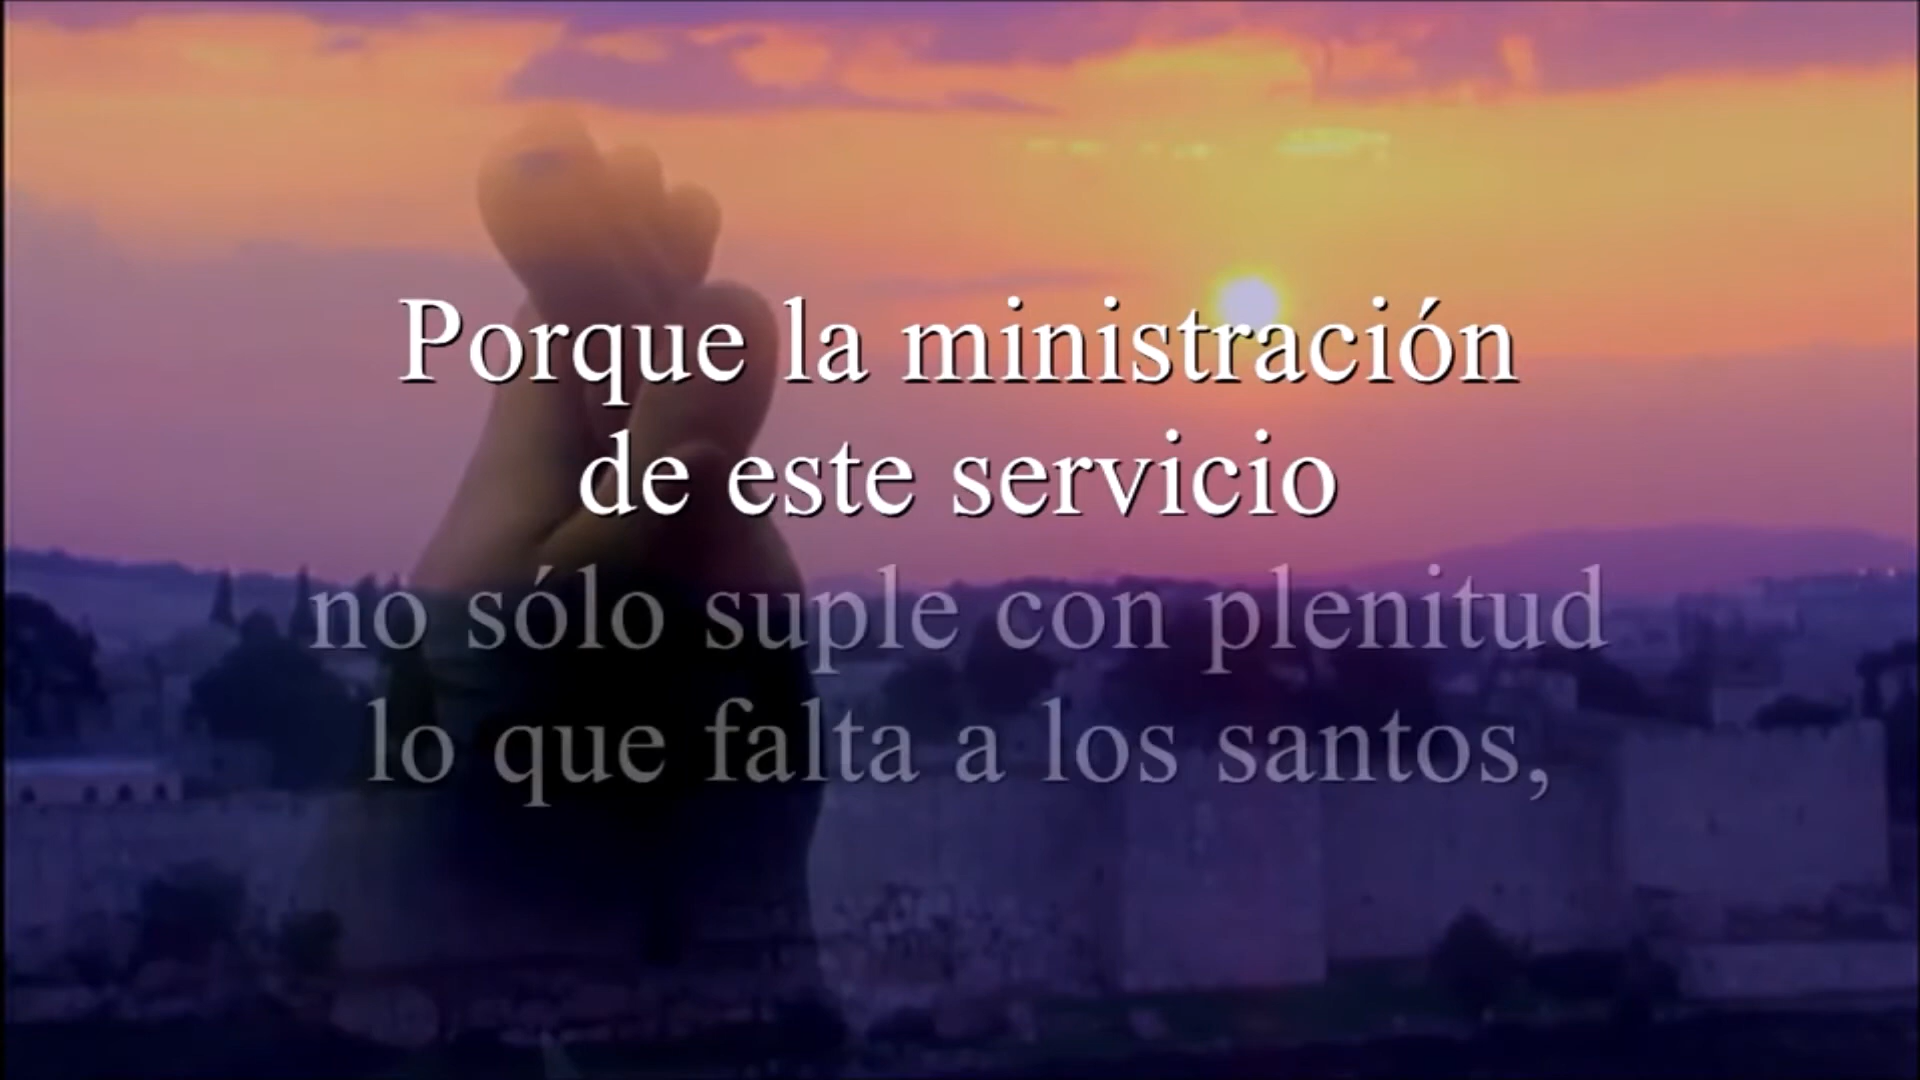 Porque la ministración
de este servicio
no sólo suple con plenitud
lo que falta a los santos,